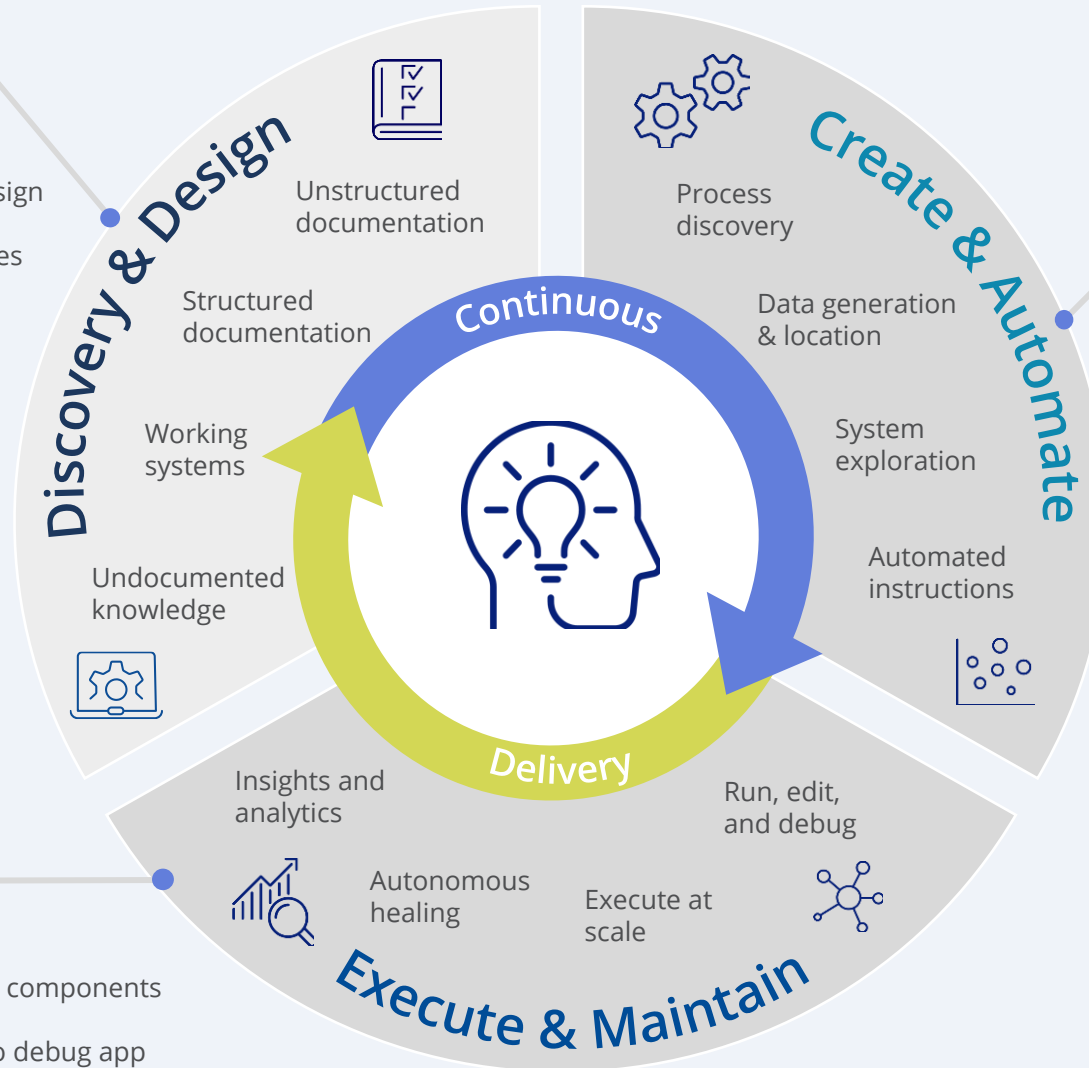 Discovery & Design
Unstructured
documentation
Structured
documentation
Working
systems
Undocumented
knowledge
Create & Automate
Process
discovery
Data generation
& location
System
exploration
Automated
instructions
Continuous
Delivery
Insights and
analytics
Autonomous
healing
Execute at
scale
Run, edit,
and debug
Execute & Maintain
components
debug app